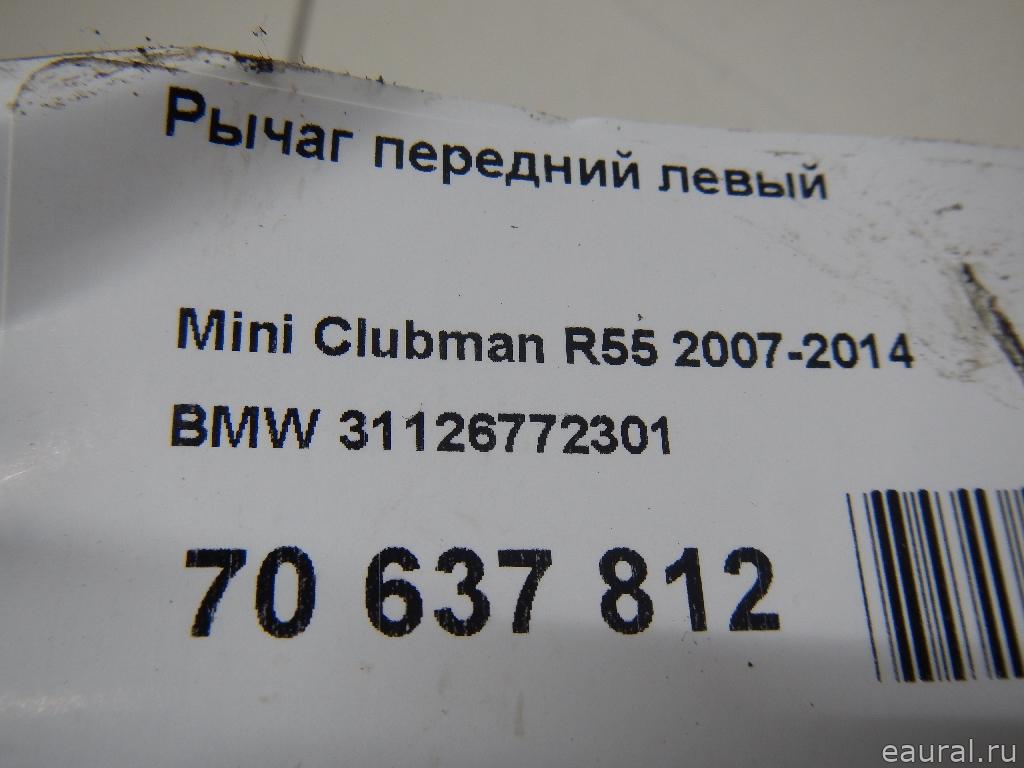 Рычаг передний левый
Mini Clubman R55 2007-2014
BMW 31126772301
70 637 812
eaural.ru